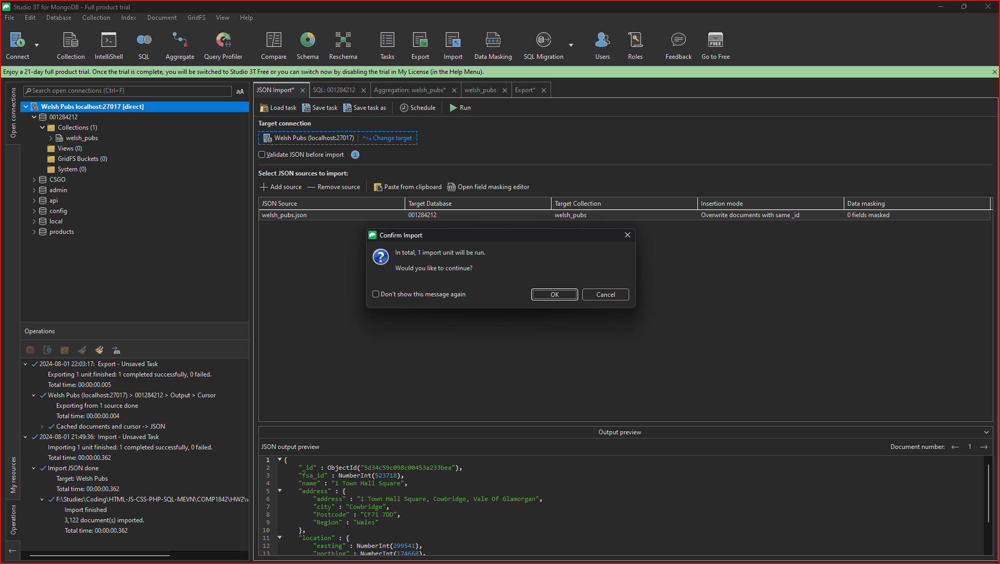 Studio 3T for MongoDB - Full product trial
File Edit Database Collection Index Document GridFS View Help
Connect Collection IntelliShell SQL Aggregate Query Profiler Compare Schema Reschema Tasks Export Import Data Masking SQL Migration Users Roles Feedback FREE Go to Free
Enjoy a 21-day full product trial. Once the trial is complete, you will be switched to Studio 3T Free or you can switch now by disabling the trial in My License (in the Help Menu).
Open connections
Search open connections (Ctrl+F) aA
Welsh Pubs localhost:27017 [direct]
001284212
Collections (1)
welsh_pubs
Views (0)
GridFS Buckets (0)
System (0)
CSGO
admin
api
config
local
products
Operations
2024-08-01 22:03:17: Export - Unsaved Task
Exporting 1 unit finished: 1 completed successfully, 0 failed.
Total time: 00:00:00.005
Welsh Pubs (localhost:27017) > 001284212 > Output > Cursor
Exporting from 1 source done
Total time: 00:00:00.004
Cached documents and cursor -> JSON
2024-08-01 21:49:36: Import - Unsaved Task
Importing 1 unit finished: 1 completed successfully, 0 failed.
Total time: 00:00:00.362
Import JSON done
Target: Welsh Pubs
Total time: 00:00:00.362
F:\Studies\Coding\HTML-JS-CSS-PHP-SQL-MEVN\COMP1842\HW2\
Import finished
3,122 document(s) imported.
Total time: 00:00:00.362
My resources
Operations
JSON Import* SQL: 001284212 Aggregation: welsh_pubs* welsh_pubs Export*
Load task Save task Save task as Schedule Run
Target connection
Welsh Pubs (localhost:27017) Change target
Validate JSON before import
Select JSON sources to import:
Add source Remove source Paste from clipboard Open field masking editor
JSON Source Target Database Target Collection Insertion mode Data masking
welsh_pubs.json 001284212 welsh_pubs Overwrite documents with same _id 0 fields masked
Confirm Import
In total, 1 import unit will be run.
Would you like to continue?
Don't show this message again OK Cancel
Output preview
JSON output preview Document number: 1
1 {
2 "_id" : ObjectId("5d34c59c098c00453a233bea"),
3 "fsa_id" : NumberInt(523718),
4 "name" : "1 Town Hall Square",
5 "address" : {
6 "address" : "1 Town Hall Square, Cowbridge, Vale Of Glamorgan",
7 "city" : "Cowbridge",
8 "Postcode" : "CF71 7DD",
9 "Region" : "Wales"
10 },
11 "location" : {
12 "easting" : NumberInt(299541),
13 "northing" : NumberInt(174668),